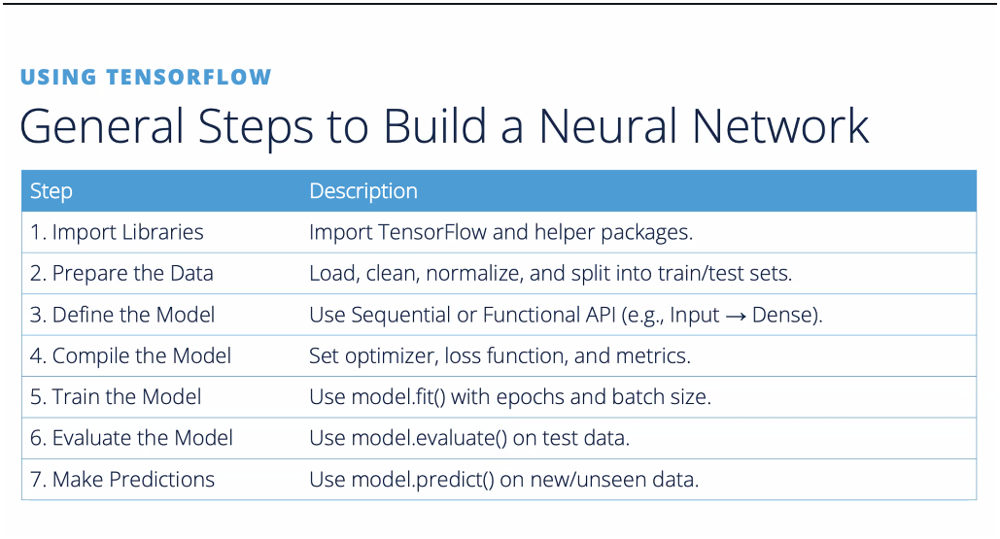 USING TENSORFLOW
General Steps to Build a Neural Network
Step Description
1. Import Libraries Import TensorFlow and helper packages.
2. Prepare the Data Load, clean, normalize, and split into train/test sets.
3. Define the Model Use Sequential or Functional API (e.g., Input → Dense).
4. Compile the Model Set optimizer, loss function, and metrics.
5. Train the Model Use model.fit() with epochs and batch size.
6. Evaluate the Model Use model.evaluate() on test data.
7. Make Predictions Use model.predict() on new/unseen data.